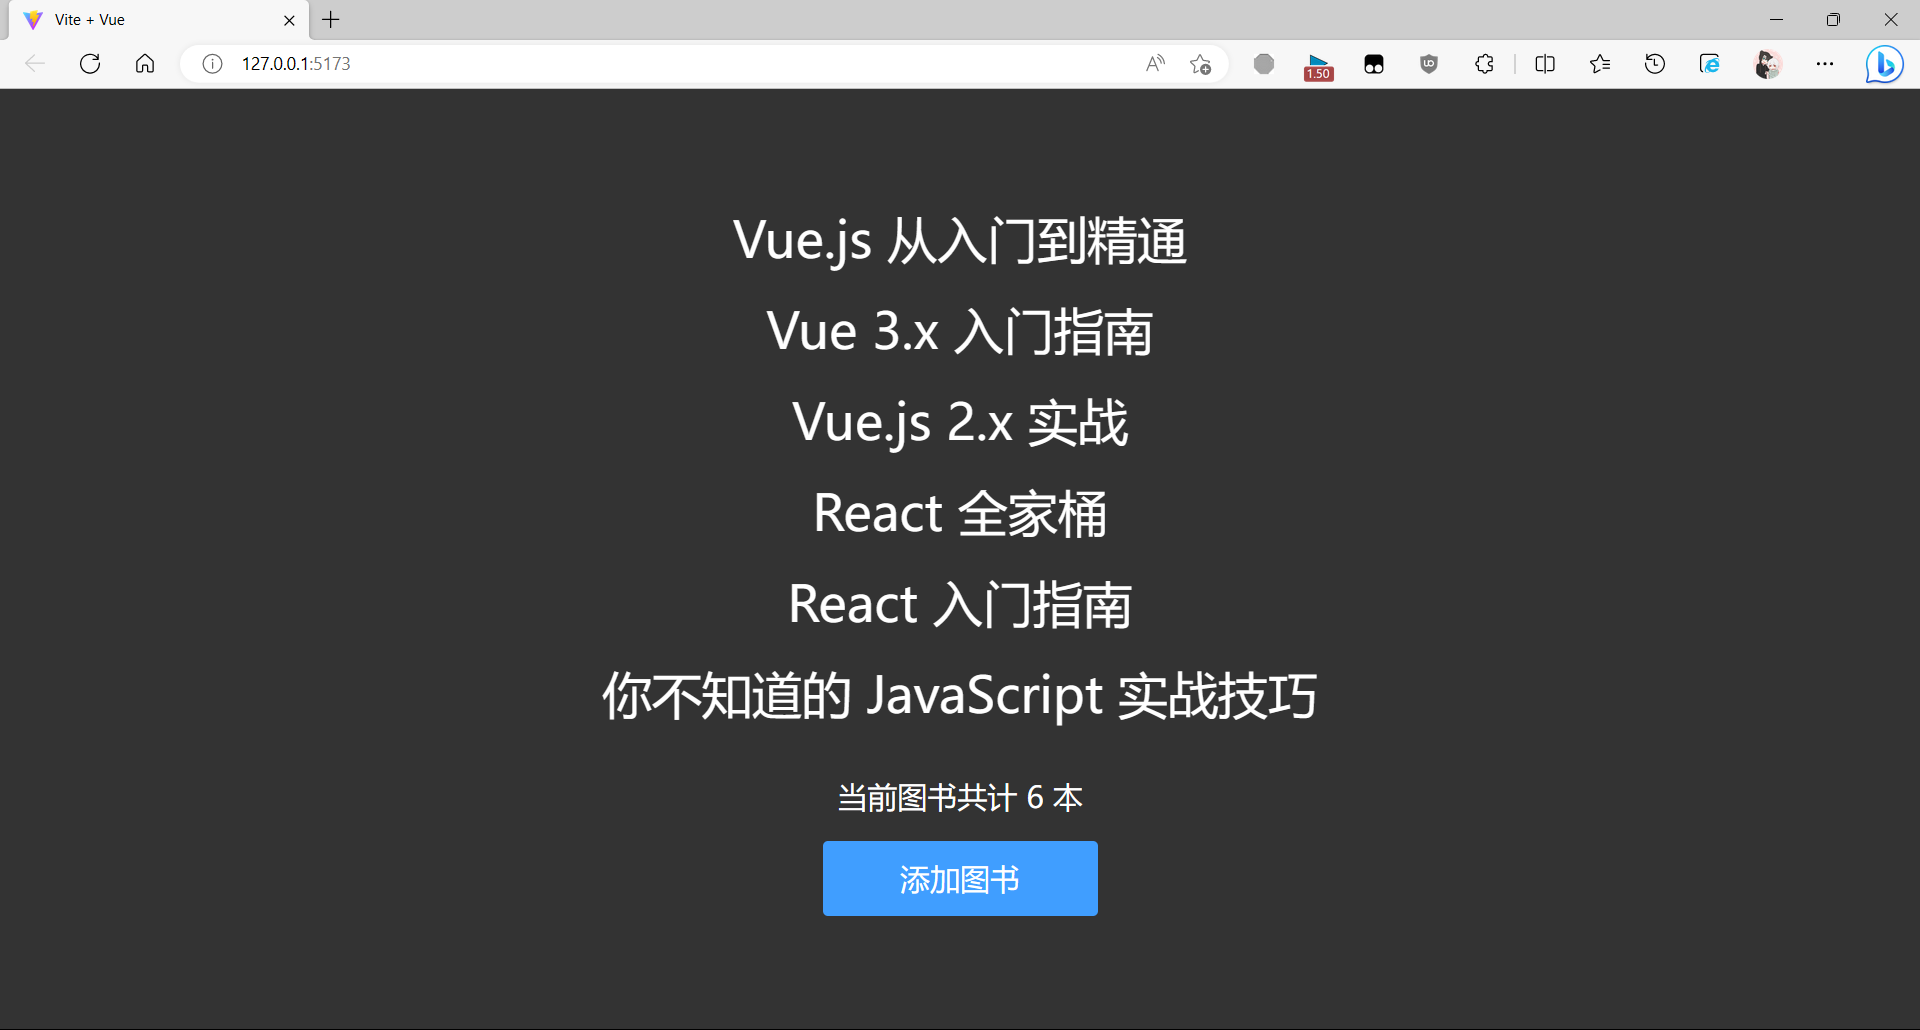 Vite + Vue
127.0.0.1:5173
1.50
Vue.js 从入门到精通
Vue 3.x 入门指南
Vue.js 2.x 实战
React 全家桶
React 入门指南
你不知道的 JavaScript 实战技巧
当前图书共计 6 本
添加图书